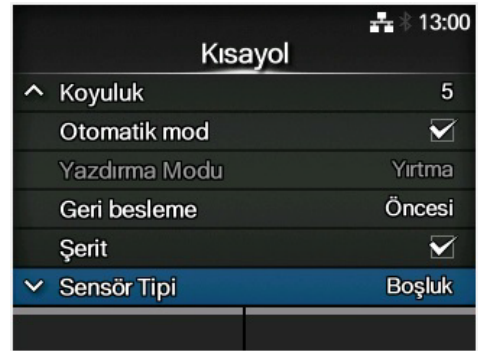 13:00
Kısayol
Koyuluk 5
Otomatik mod
Yazdırma Modu Yırtma
Geri besleme Öncesi
Şerit
Sensör Tipi Boşluk